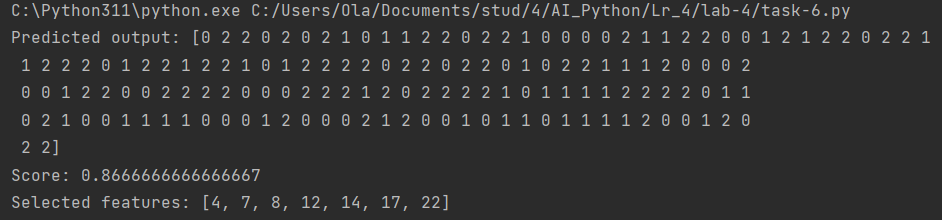 C:\Python311\python.exe C:/Users/Ola/Documents/stud/4/AI_Python/Lr_4/lab-4/task-6.py
Predicted output: [0 2 2 0 2 0 2 1 0 1 1 2 2 0 2 2 1 0 0 0 0 2 1 1 2 2 0 0 1 2 1 2 2 0 2 2 1
1 2 2 2 0 1 2 2 1 2 2 1 0 1 2 2 2 2 0 2 2 0 2 2 0 1 0 2 2 1 1 1 2 0 0 0 2
0 0 1 2 2 0 0 2 2 2 2 0 0 0 2 2 2 1 2 0 2 2 2 2 1 0 1 1 1 1 2 2 2 2 0 1 1
0 2 1 0 0 1 1 1 1 0 0 0 1 2 0 0 0 2 1 2 0 0 1 0 1 1 0 1 1 1 1 2 0 0 1 2 0
2 2]
Score: 0.8666666666666667
Selected features: [4, 7, 8, 12, 14, 17, 22]